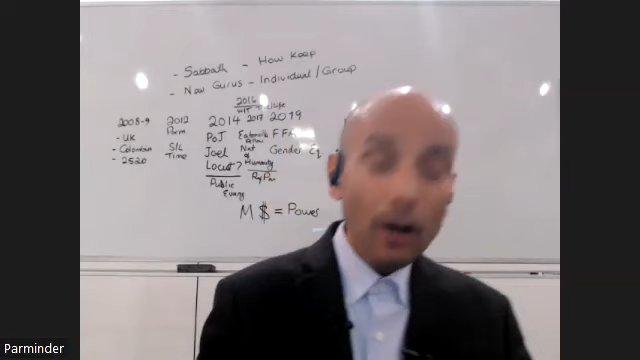 - Sabbath - How Keep
- New Gurus - Individual/Group
2016
2008-9 2012 2014 2017 2019
- UK Parm. PoJ FFA
- Colombia S/L Joel Nat Gender Eq
- 2520 Time Locust? of Humanity
Public
Evang
M $ = Power
Parminder